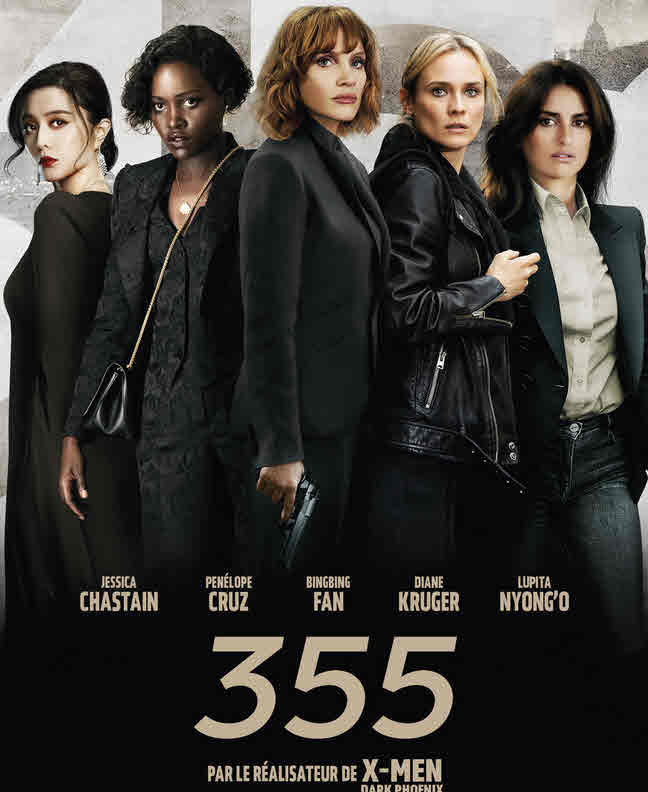 JESSICA PENÉLOPE BINGBING DIANE LUPITA
CHASTAIN CRUZ FAN KRUGER NYONG'O
355
PAR LE RÉALISATEUR DE X-MEN
DARK PHOENIX